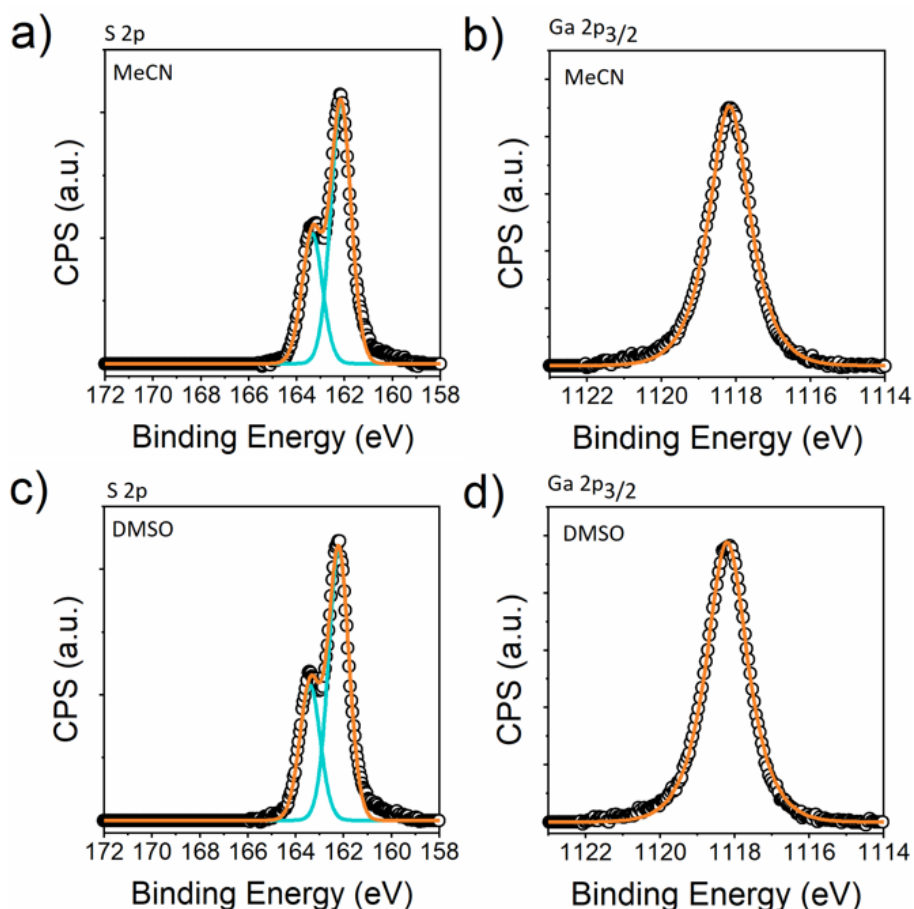 a)
S 2p
MeCN
CPS (a.u.)
172 170 168 166 164 162 160 158
Binding Energy (eV)
b)
Ga 2p3/2
MeCN
CPS (a.u.)
1122 1120 1118 1116 1114
Binding Energy (eV)
c)
S 2p
DMSO
CPS (a.u.)
172 170 168 166 164 162 160 158
Binding Energy (eV)
d)
Ga 2p3/2
DMSO
CPS (a.u.)
1122 1120 1118 1116 1114
Binding Energy (eV)